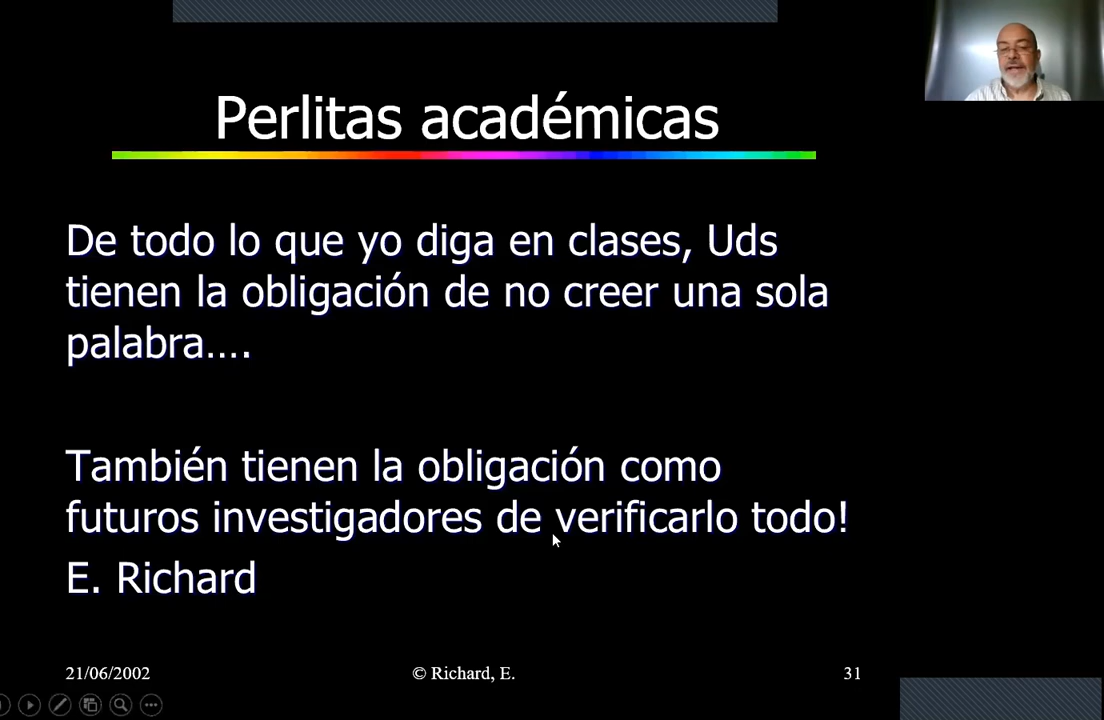 Perlitas académicas
De todo lo que yo diga en clases, Uds
tienen la obligación de no creer una sola
palabra....
También tienen la obligación como
futuros investigadores de verificarlo todo!
E. Richard
21/06/2002
© Richard, E.
31